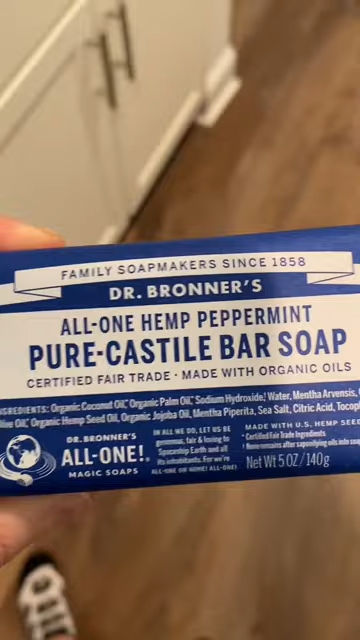 FAMILY SOAPMAKERS SINCE 1858
DR. BRONNER'S
ALL-ONE HEMP PEPPERMINT
PURE-CASTILE BAR SOAP
CERTIFIED FAIR TRADE · MADE WITH ORGANIC OILS
INGREDIENTS: Organic Coconut Oil,* Organic Palm Oil,* Sodium Hydroxide,† Water, Mentha Arvensis,
Olive Oil,* Organic Hemp Seed Oil, Organic Jojoba Oil, Mentha Piperita, Sea Salt, Citric Acid,
DR. BRONNER'S
ALL-ONE!
MAGIC SOAPS
IN ALL WE DO, LET US BE
generous, fair & loving to
Spaceship Earth and all
its inhabitants. For we're
ALL-ONE OR NONE! ALL-ONE!
MADE WITH U.S. HEMP SEED
* Certified Fair Trade Ingredients
† None remains after saponifying oils into
Net Wt 5 OZ/140g